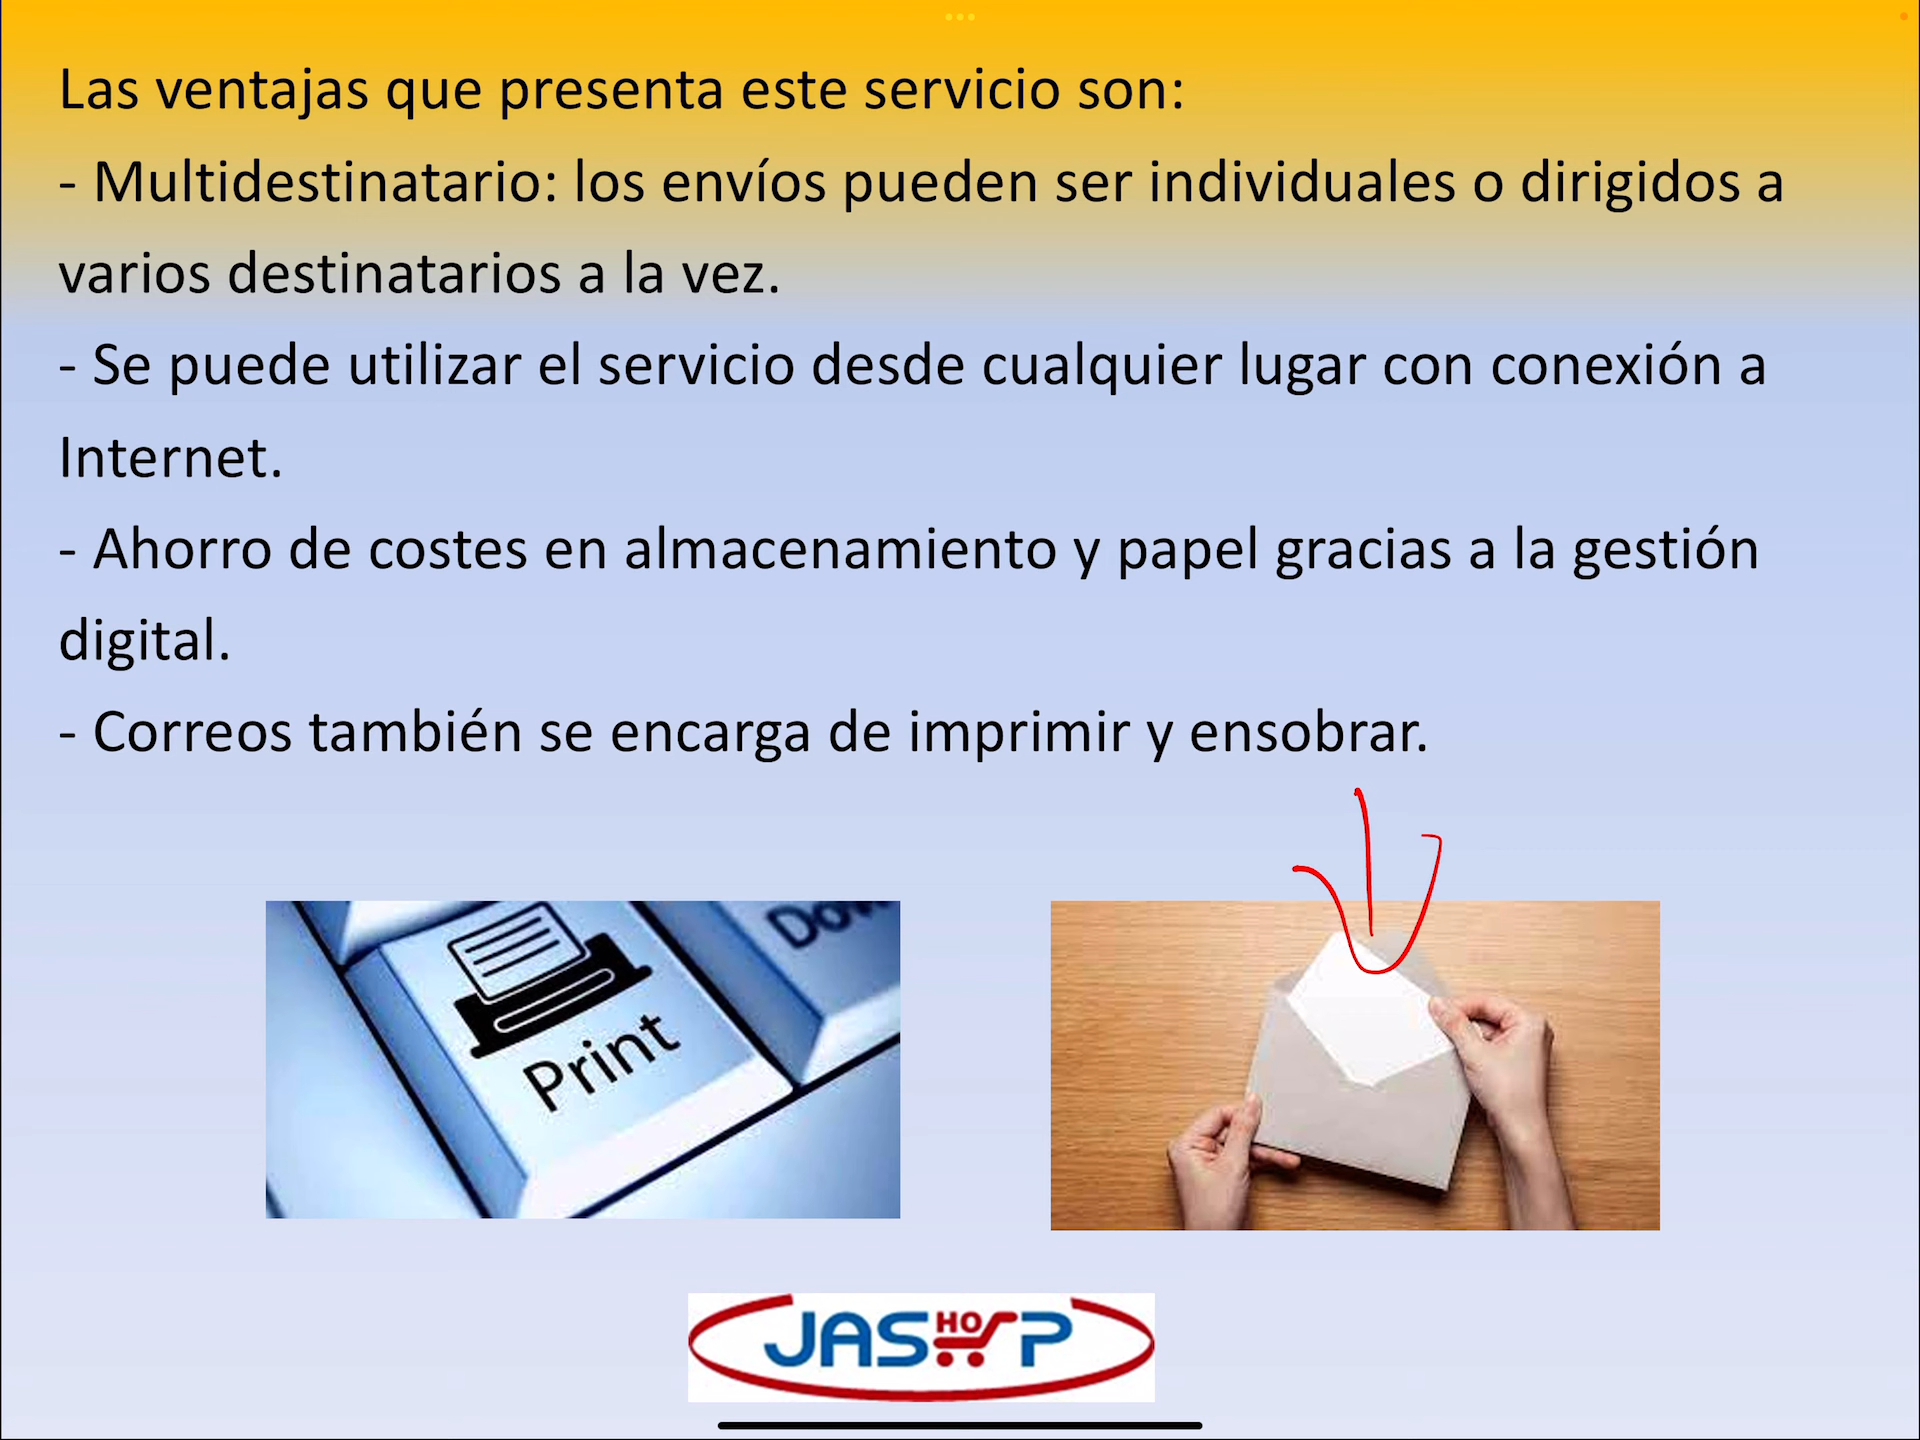 Las ventajas que presenta este servicio son:
- Multidestinatario: los envíos pueden ser individuales o dirigidos a
varios destinatarios a la vez.
- Se puede utilizar el servicio desde cualquier lugar con conexión a
Internet.
- Ahorro de costes en almacenamiento y papel gracias a la gestión
digital.
- Correos también se encarga de imprimir y ensobrar.
Print
JASHOP